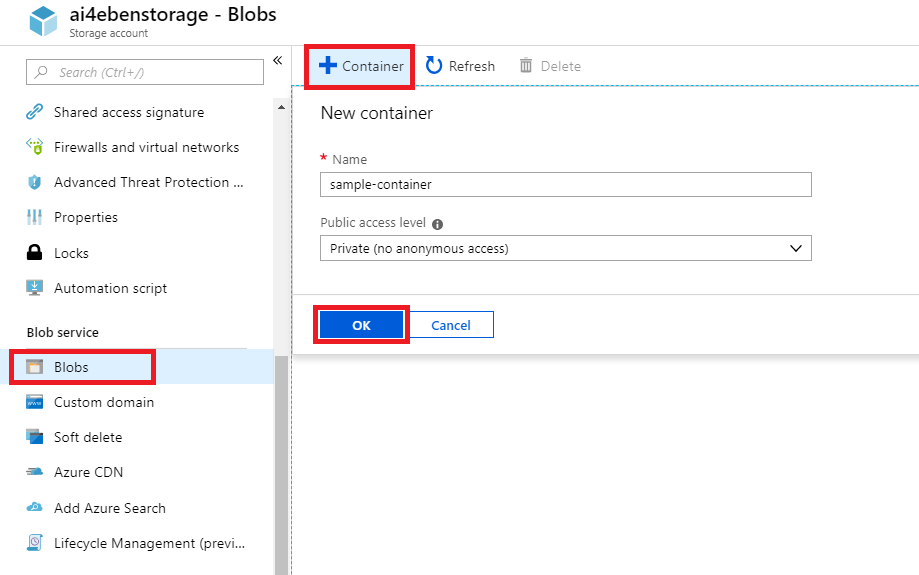 ai4ebenstorage - Blobs
Storage account
Search (Ctrl+/)
«
Shared access signature
Firewalls and virtual networks
Advanced Threat Protection ...
Properties
Locks
Automation script
Blob service
Blobs
Custom domain
Soft delete
Azure CDN
Add Azure Search
Lifecycle Management (previ...
Container Refresh Delete
New container
* Name
sample-container
Public access level
Private (no anonymous access)
OK Cancel